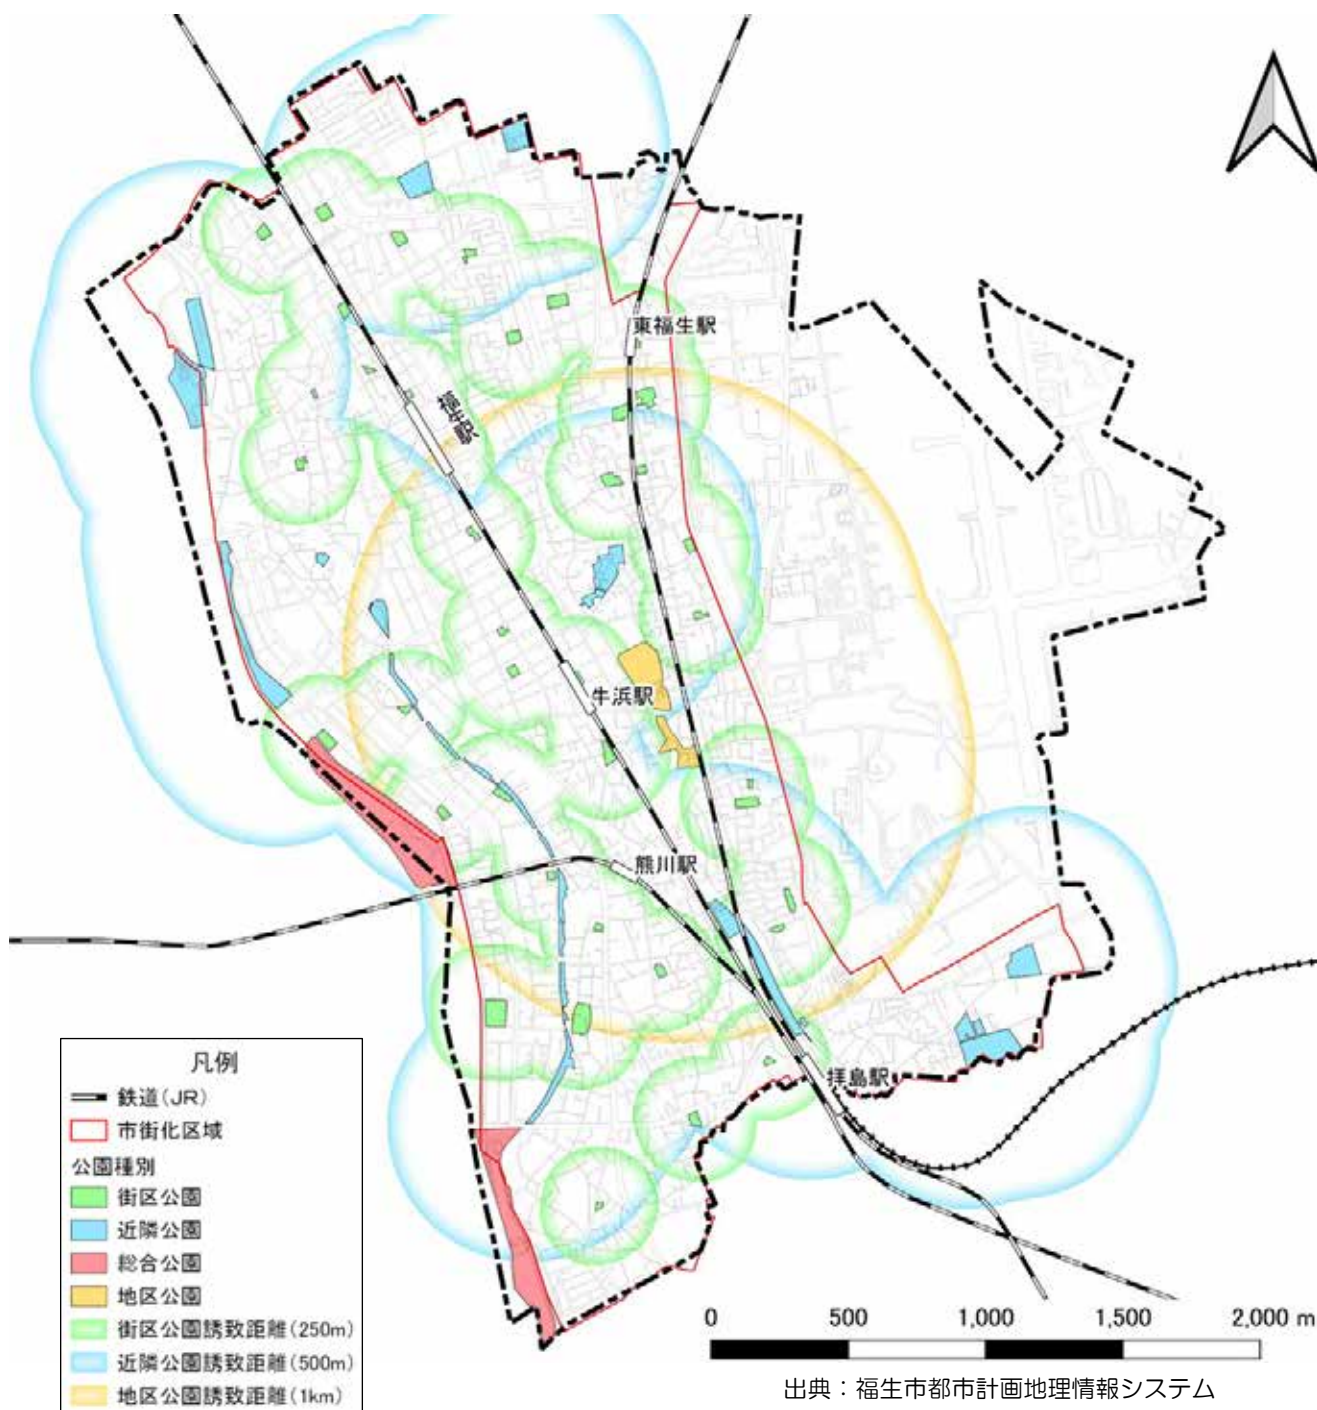 東福生駅
福生駅
牛浜駅
熊川駅
拝島駅
凡例
鉄道(JR)
市街化区域
公園種別
街区公園
近隣公園
総合公園
地区公園
街区公園誘致距離(250m)
近隣公園誘致距離(500m)
地区公園誘致距離(1km)
0 500 1,000 1,500 2,000 m
出典：福生市都市計画地理情報システム